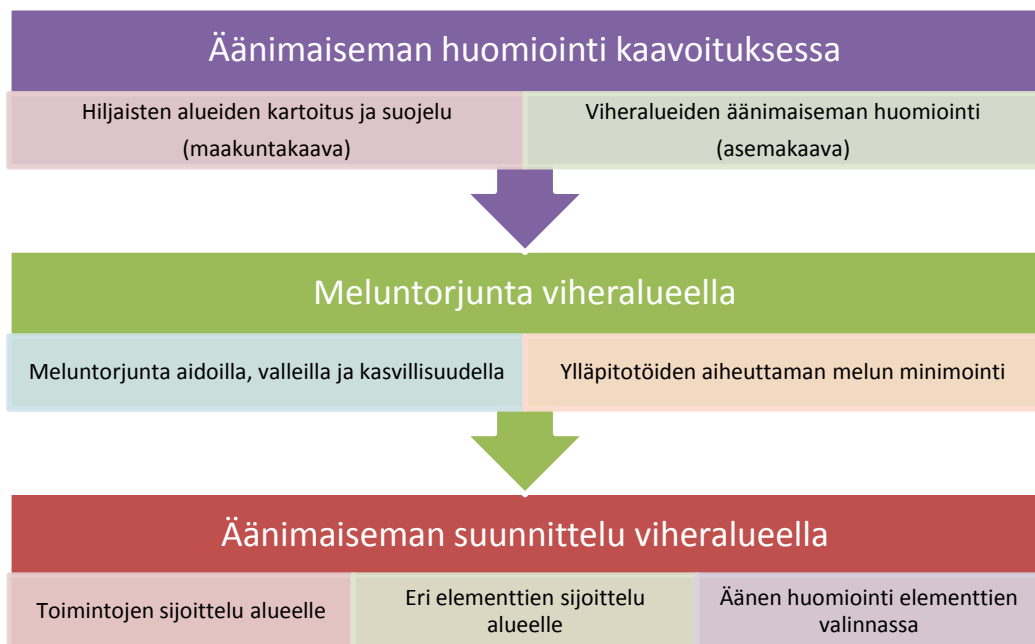 Äänimaiseman huomiointi kaavoituksessa
Hiljaisten alueiden kartoitus ja suojelu
(maakuntakaava)
Viheralueiden äänimaiseman huomiointi
(asemakaava)
Meluntorjunta viheralueella
Meluntorjunta aidoilla, valleilla ja kasvillisuudella
Ylläpitotöiden aiheuttaman melun minimointi
Äänimaiseman suunnittelu viheralueella
Toimintojen sijoittelu alueelle
Eri elementtien sijoittelu
alueelle
Äänen huomiointi elementtien
valinnassa